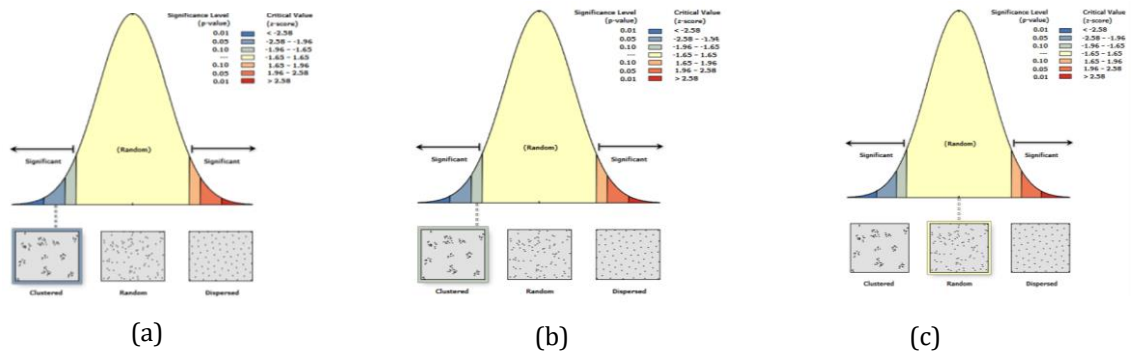 Significance Level
(p-value)
Critical Value
(z-score)
0.01 < -2.58
0.05 -2.58 – -1.96
0.10 -1.96 – -1.65
— -1.65 – 1.65
0.10 1.65 – 1.96
0.05 1.96 – 2.58
0.01 > 2.58
Significant
(Random)
Significant
Clustered
Random
Dispersed
(a)
Significance Level
(p-value)
Critical Value
(z-score)
0.01 < -2.58
0.05 -2.58 – -1.96
0.10 -1.96 – -1.65
— -1.65 – 1.65
0.10 1.65 – 1.96
0.05 1.96 – 2.58
0.01 > 2.58
Significant
(Random)
Significant
Clustered
Random
Dispersed
(b)
Significance Level
(p-value)
Critical Value
(z-score)
0.01 < -2.58
0.05 -2.58 – -1.96
0.10 -1.96 – -1.65
— -1.65 – 1.65
0.10 1.65 – 1.96
0.05 1.96 – 2.58
0.01 > 2.58
Significant
(Random)
Significant
Clustered
Random
Dispersed
(c)